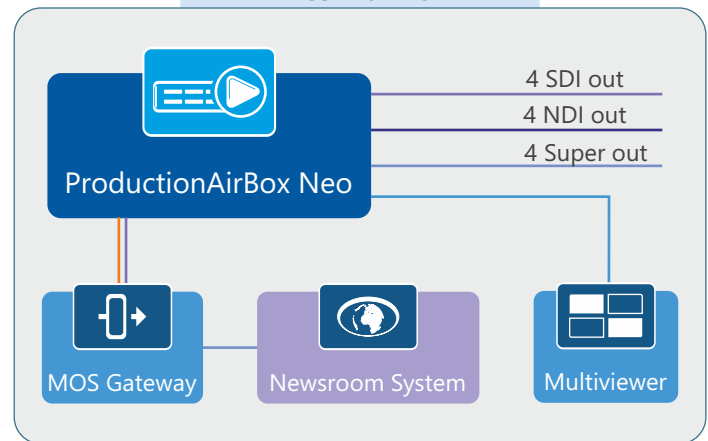 4 SDI out
4 NDI out
4 Super out
ProductionAirBox Neo
MOS Gateway
Newsroom System
Multiviewer